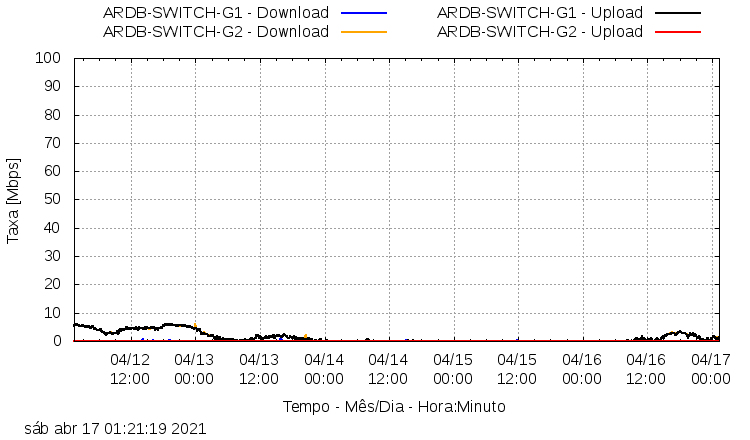 ARDB-SWITCH-G1 - Download ARDB-SWITCH-G1 - Upload
ARDB-SWITCH-G2 - Download ARDB-SWITCH-G2 - Upload
100
90
80
70
60
50
40
30
20
10
0
Taxa [Mbps]
04/12 04/13 04/13 04/14 04/14 04/15 04/15 04/16 04/16 04/17
12:00 00:00 12:00 00:00 12:00 00:00 12:00 00:00 12:00 00:00
Tempo - Mês/Dia - Hora:Minuto
sáb abr 17 01:21:19 2021